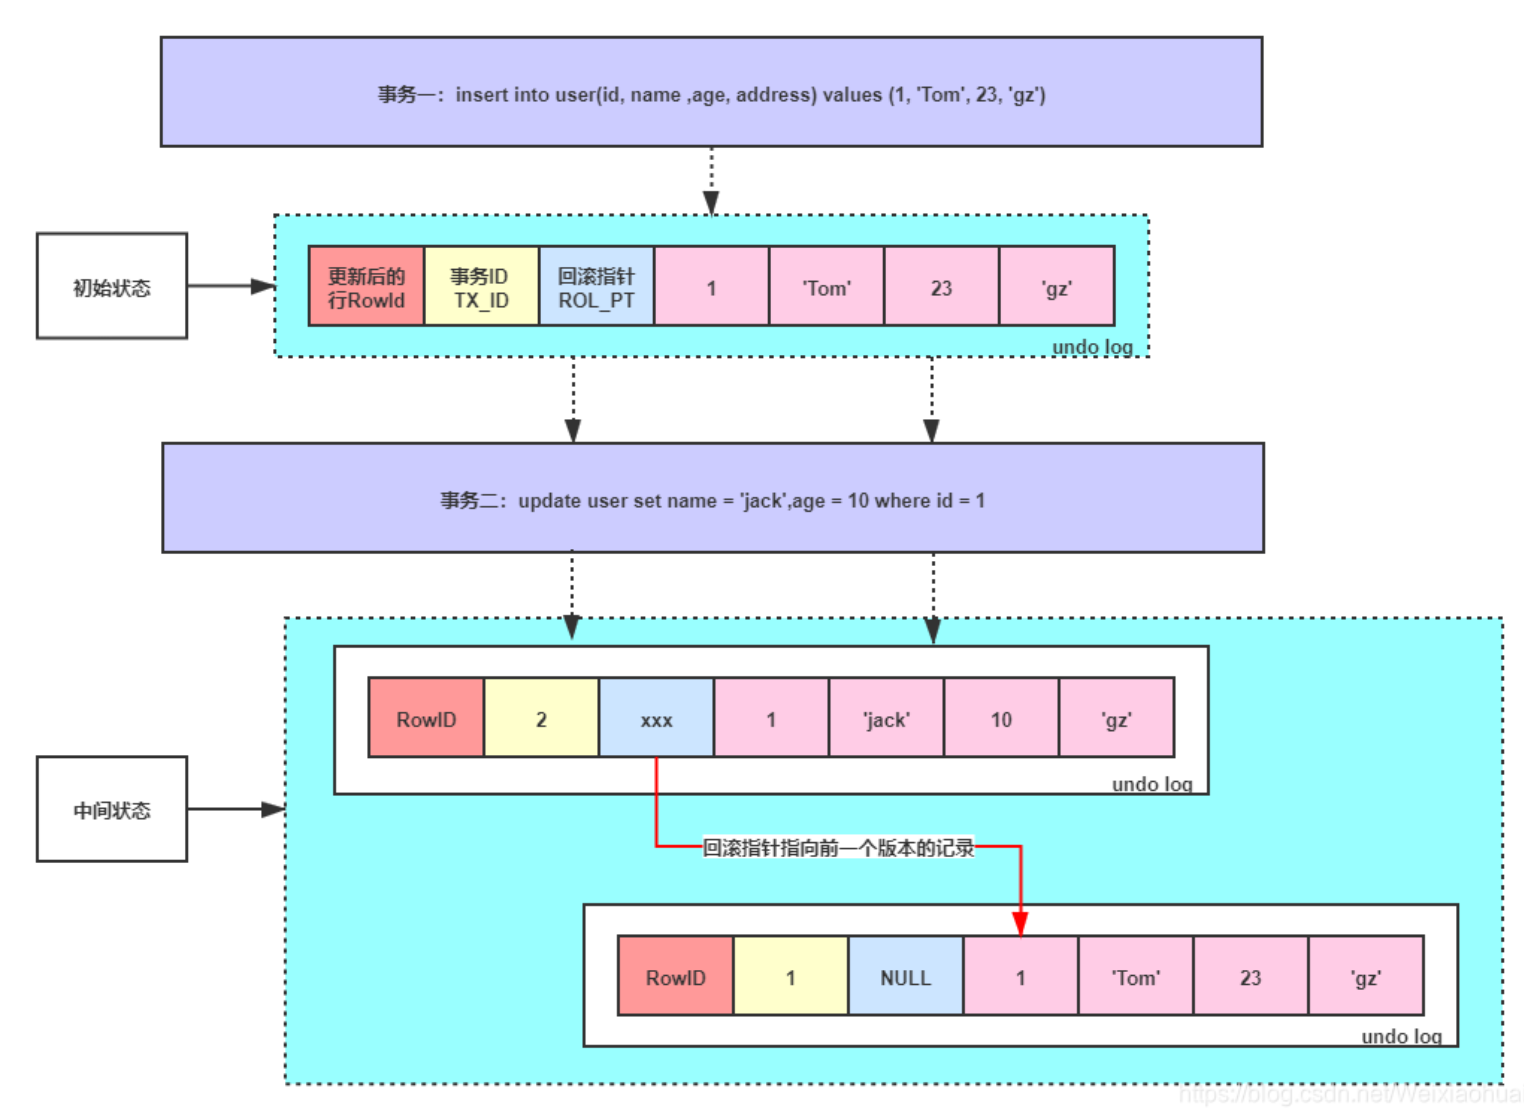 事务一：insert into user(id, name ,age, address) values (1, 'Tom', 23, 'gz')
初始状态
更新后的
行RowId
事务ID
TX_ID
回滚指针
ROL_PT
1
'Tom'
23
'gz'
undo log
事务二：update user set name = 'jack',age = 10 where id = 1
中间状态
RowID
2
xxx
1
'jack'
10
'gz'
undo log
回滚指针指向前一个版本的记录
RowID
1
NULL
1
'Tom'
23
'gz'
undo log
https://blog.csdn.net/Weixiaohuai